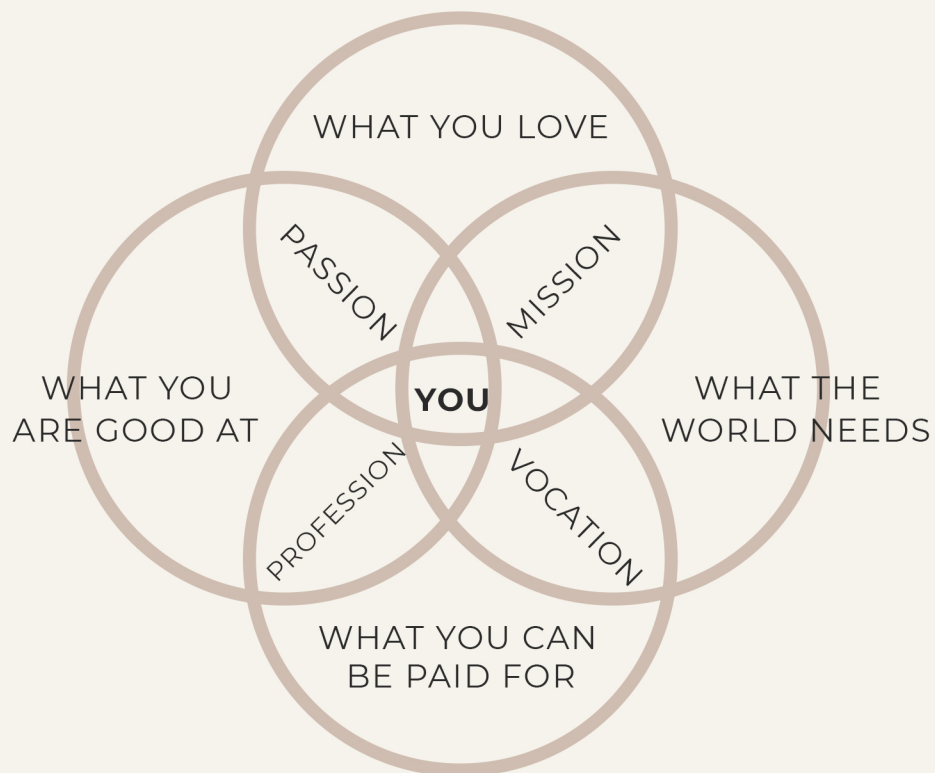 WHAT YOU LOVE
PASSION
MISSION
WHAT YOU
ARE GOOD AT
YOU
WHAT THE
WORLD NEEDS
PROFESSION
VOCATION
WHAT YOU CAN
BE PAID FOR